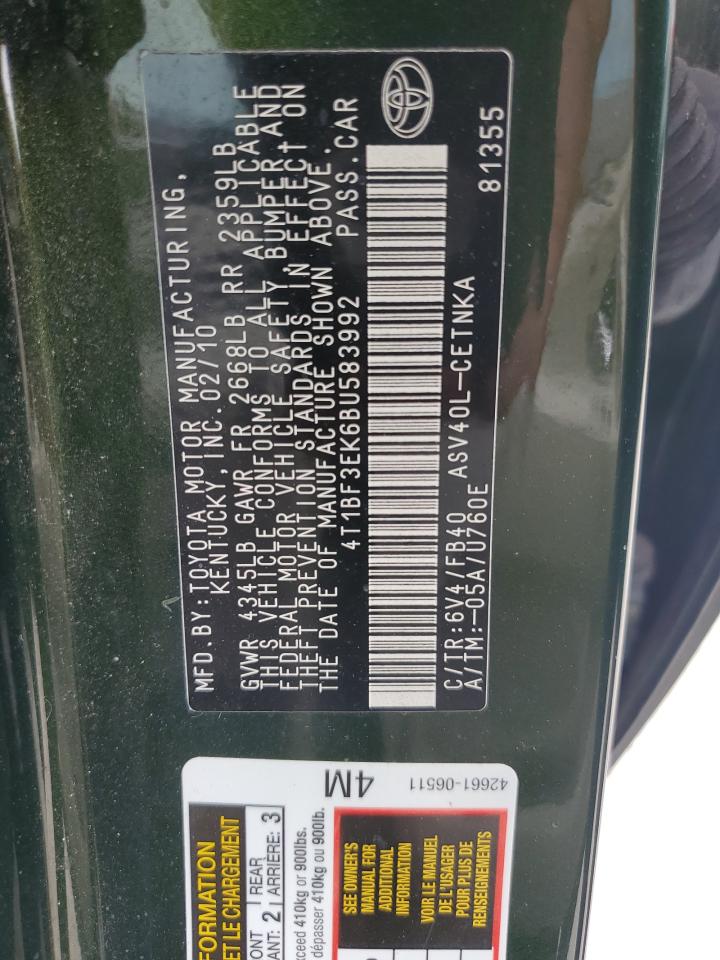 MFD.BY:TOYOTA MOTOR MANUFACTURING,
KENTUCKY, INC.02/10
GVWR 4345LB GAWR FR 2668LB RR 2359LB
THIS VEHICLE CONFORMS TO ALL APPLICABLE
FEDERAL MOTOR VEHICLE SAFETY, BUMPER,AND
THEFT PREVENTION STANDARDS IN EFFECT ON
THE DATE OF MANUFACTURE SHOWN ABOVE.
4T1BF3EK6BU583992 PASS.CAR
C/TR:6V4/FB40 ASV40L-CETNKA
A/TM:-05A/U760E 81355
4M
42661-06511
FORMATION
ET LE CHARGEMENT
ONT 2 REAR 3
ANT: ARRIÈRE:
xceed 410kg or 900lbs.
dépasser 410kg ou 900lb.
SEE OWNER'S
MANUAL FOR
ADDITIONAL
INFORMATION
VOIR LE MANUEL
DE L'USAGER
POUR PLUS DE
RENSEIGNEMENTS